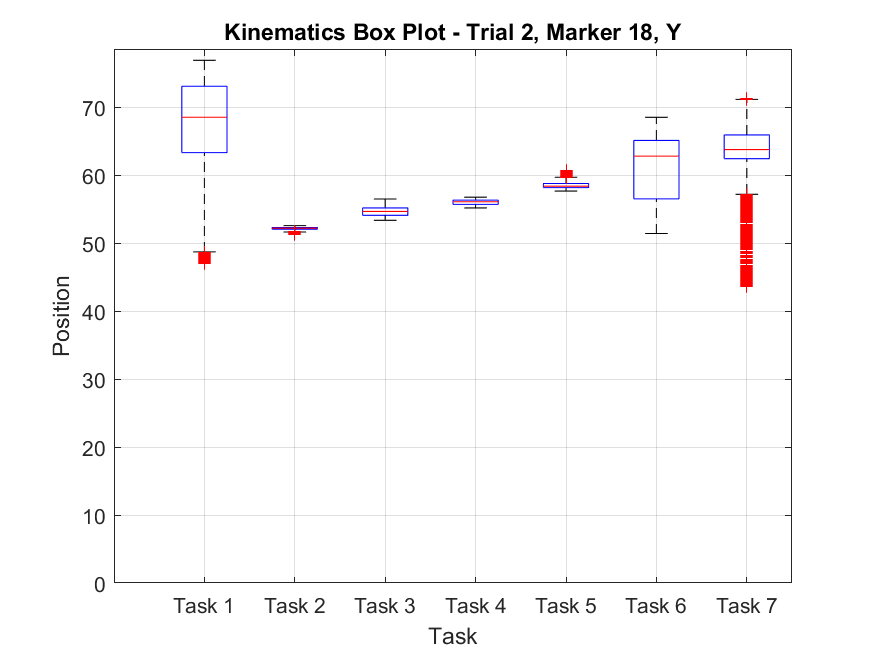 Kinematics Box Plot - Trial 2, Marker 18, Y
Position
70
60
50
40
30
20
10
0
Task 1 Task 2 Task 3 Task 4 Task 5 Task 6 Task 7
Task